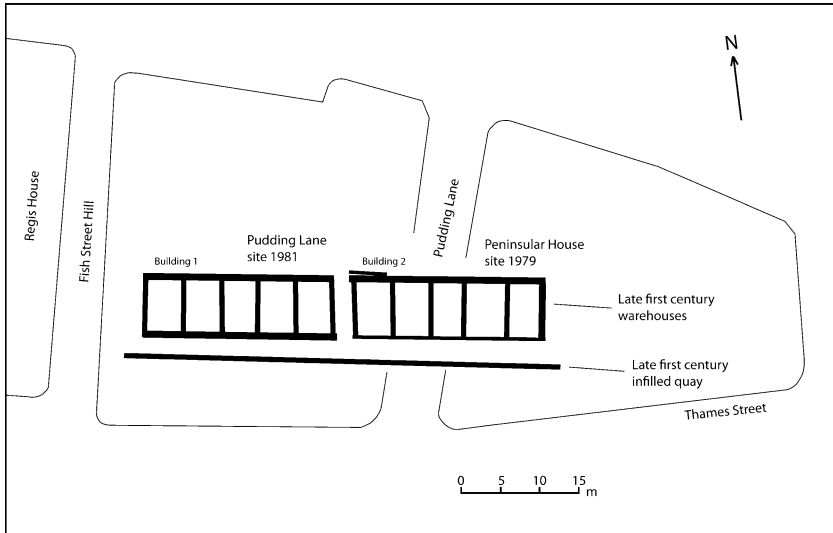 N
Regis House
Fish Street Hill
Pudding Lane
Pudding Lane
site 1981
Building 1
Building 2
Peninsular House
site 1979
Late first century
warehouses
Late first century
infilled quay
Thames Street
0 5 10 15
m